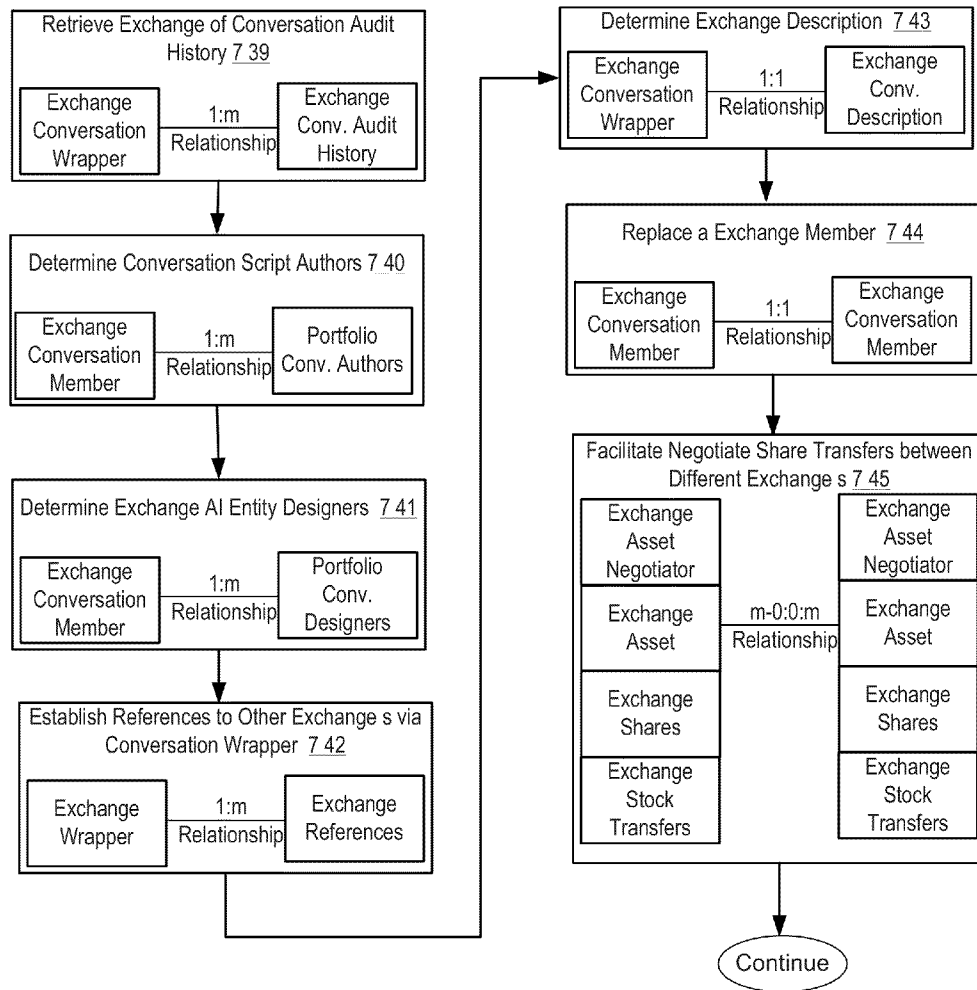 Retrieve Exchange of Conversation Audit
History 7 39
Exchange
Conversation
Wrapper
1:m
Relationship
Exchange
Conv. Audit
History
Determine Conversation Script Authors 7 40
Exchange
Conversation
Member
1:m
Relationship
Portfolio
Conv. Authors
Determine Exchange AI Entity Designers 7 41
Exchange
Conversation
Member
1:m
Relationship
Portfolio
Conv.
Designers
Establish References to Other Exchange s via
Conversation Wrapper 7 42
Exchange
Wrapper
1:m
Relationship
Exchange
References
Determine Exchange Description 7 43
Exchange
Conversation
Wrapper
1:1
Relationship
Exchange
Conv.
Description
Replace a Exchange Member 7 44
Exchange
Conversation
Member
1:1
Relationship
Exchange
Conversation
Member
Facilitate Negotiate Share Transfers between
Different Exchange s 7 45
Exchange
Asset
Negotiator
Exchange
Asset
Exchange
Shares
Exchange
Stock
Transfers
m-0:0:m
Relationship
Exchange
Asset
Negotiator
Exchange
Asset
Exchange
Shares
Exchange
Stock
Transfers
Continue